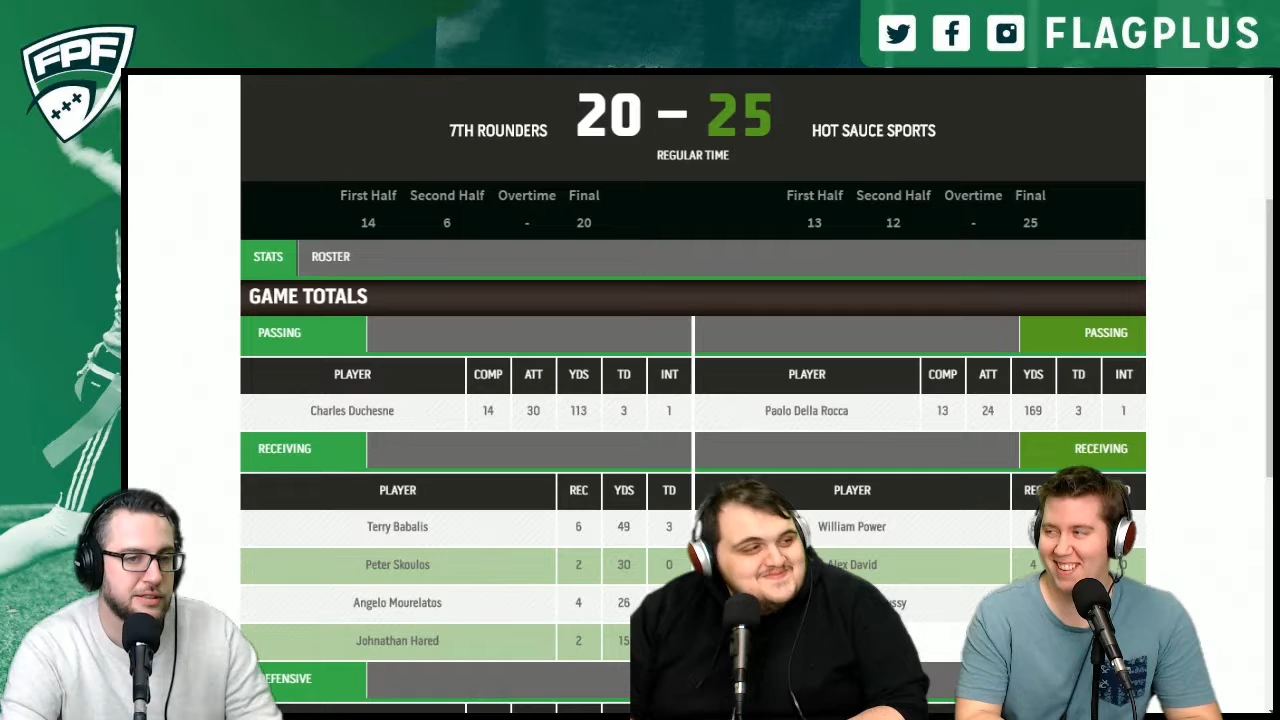 FPF
FLAGPLUS
7TH ROUNDERS 20 – 25 HOT SAUCE SPORTS
REGULAR TIME
First Half Second Half Overtime Final First Half Second Half Overtime Final
14 6 - 20 13 12 - 25
STATS ROSTER
GAME TOTALS
PASSING PASSING
PLAYER COMP ATT YDS TD INT PLAYER COMP ATT YDS TD INT
Charles Duchesne 14 30 113 3 1 Paolo Della Rocca 13 24 169 3 1
RECEIVING RECEIVING
PLAYER REC YDS TD PLAYER
Terry Babalis 6 49 3 William Power
Peter Skoulos 2 30 0 Alex David 4 0
Angelo Mourelatos 4 26
Johnathan Hared 2 15